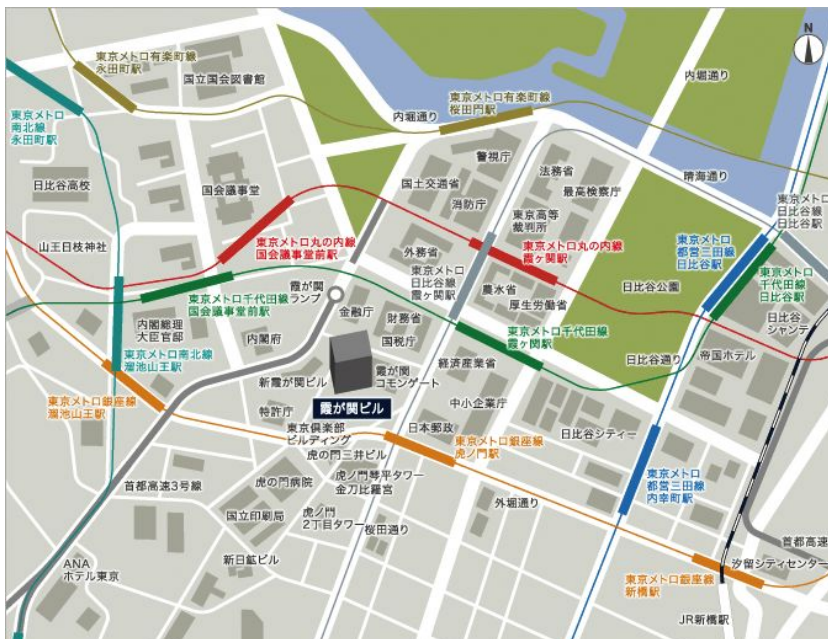 N
東京メトロ有楽町線
永田町駅
国立国会図書館
東京メトロ
南北線
永田町駅
内堀通り
東京メトロ有楽町線
桜田門駅
内堀通り
警視庁
法務省
晴海通り
日比谷高校
国会議事堂
国土交通省
消防庁
最高検察庁
東京高等
裁判所
東京メトロ
日比谷線
日比谷駅
山王日枝神社
東京メトロ丸の内線
国会議事堂前駅
外務省
東京メトロ丸の内線
霞ケ関駅
東京メトロ
都営三田線
日比谷駅
東京メトロ
日比谷線
霞ケ関駅
東京メトロ
千代田線
日比谷駅
日比谷公園
農水省
厚生労働省
東京メトロ千代田線
国会議事堂前駅
霞が関
ランプ
金融庁
財務省
国税庁
日比谷
シャンテ
内閣総理
大臣官邸
内閣府
東京メトロ千代田線
霞ケ関駅
日比谷通り
帝国ホテル
東京メトロ南北線
溜池山王駅
経済産業省
新霞が関ビル
霞が関
コモンゲート
東京メトロ銀座線
溜池山王駅
霞が関ビル
中小企業庁
特許庁
東京倶楽部
ビルディング
日本郵政
日比谷シティー
虎の門三井ビル
東京メトロ銀座線
虎ノ門駅
首都高速3号線
虎の門病院
虎ノ門琴平タワー
金刀比羅宮
東京メトロ
都営三田線
内幸町駅
外堀通り
国立印刷局
虎ノ門
2丁目タワー
桜田通り
首都高速
新日鉱ビル
汐留シティセンター
ANA
ホテル東京
東京メトロ銀座線
新橋駅
JR新橋駅